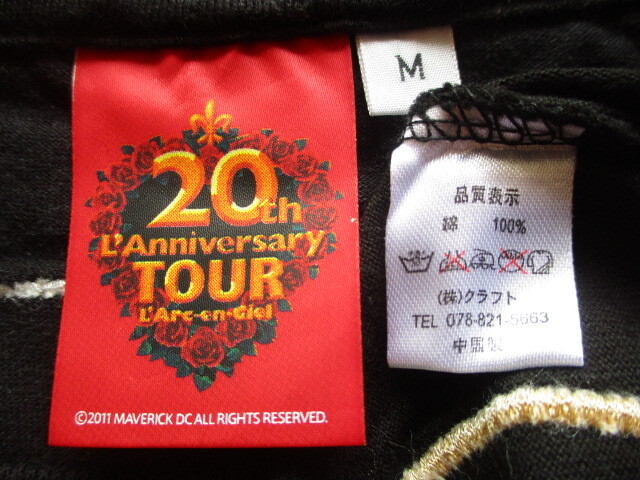 20th
L'Anniversary
TOUR
L'Arc~en~Ciel
©2011 MAVERICK DC ALL RIGHTS RESERVED.
M
品質表示
綿 100%
(株)クラフト
TEL 078-821-5663
中国製